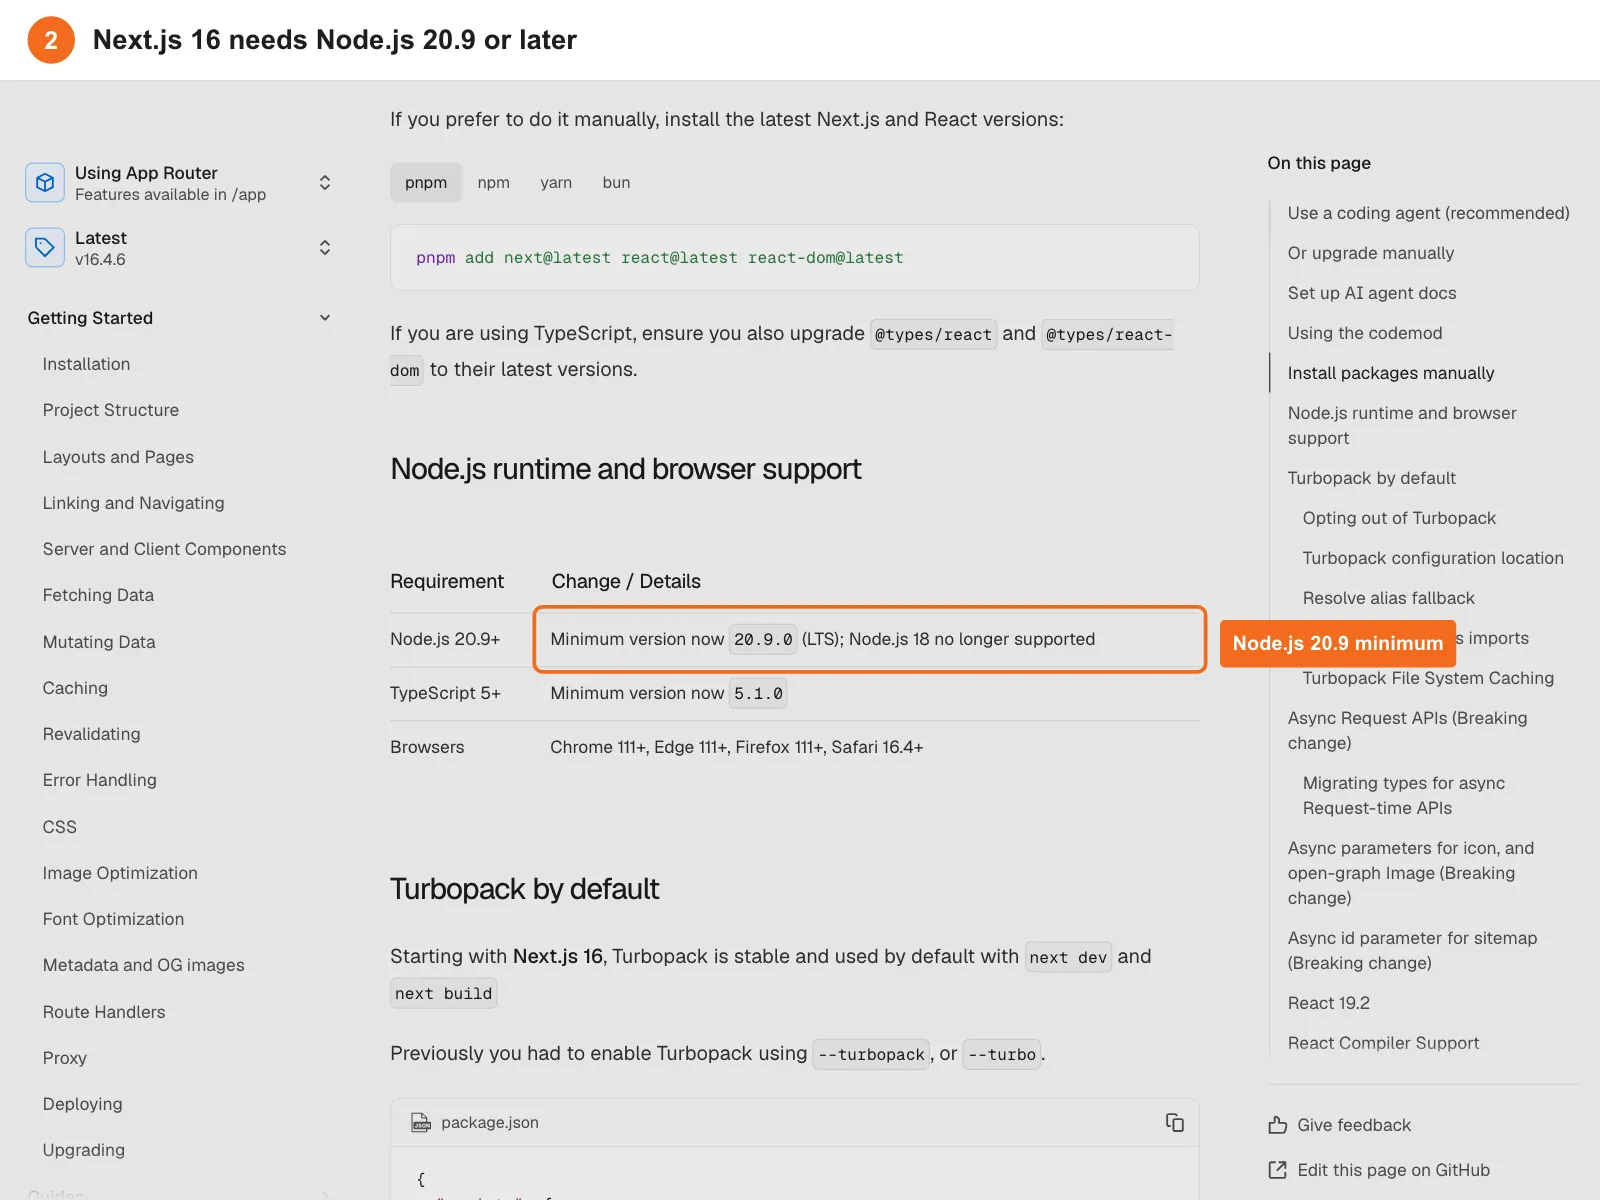 2
Next.js 16 needs Node.js 20.9 or later
Using App Router
Features available in /app
Latest
v16.4.6
Getting Started
Installation
Project Structure
Layouts and Pages
Linking and Navigating
Server and Client Components
Fetching Data
Mutating Data
Caching
Revalidating
Error Handling
CSS
Image Optimization
Font Optimization
Metadata and OG images
Route Handlers
Proxy
Deploying
Upgrading
Guides
If you prefer to do it manually, install the latest Next.js and React versions:
pnpm npm yarn bun
pnpm add next@latest react@latest react-dom@latest
If you are using TypeScript, ensure you also upgrade @types/react and @types/react-
dom to their latest versions.
Node.js runtime and browser support
Requirement Change / Details
Node.js 20.9+ Minimum version now 20.9.0 (LTS); Node.js 18 no longer supported
TypeScript 5+ Minimum version now 5.1.0
Browsers Chrome 111+, Edge 111+, Firefox 111+, Safari 16.4+
Turbopack by default
Starting with Next.js 16, Turbopack is stable and used by default with next dev and
next build
Previously you had to enable Turbopack using --turbopack, or --turbo.
package.json
{
On this page
Use a coding agent (recommended)
Or upgrade manually
Set up AI agent docs
Using the codemod
Install packages manually
Node.js runtime and browser
support
Turbopack by default
Opting out of Turbopack
Turbopack configuration location
Resolve alias fallback
Node.js 20.9 minimum
s imports
Turbopack File System Caching
Async Request APIs (Breaking
change)
Migrating types for async
Request-time APIs
Async parameters for icon, and
open-graph Image (Breaking
change)
Async id parameter for sitemap
(Breaking change)
React 19.2
React Compiler Support
Give feedback
Edit this page on GitHub